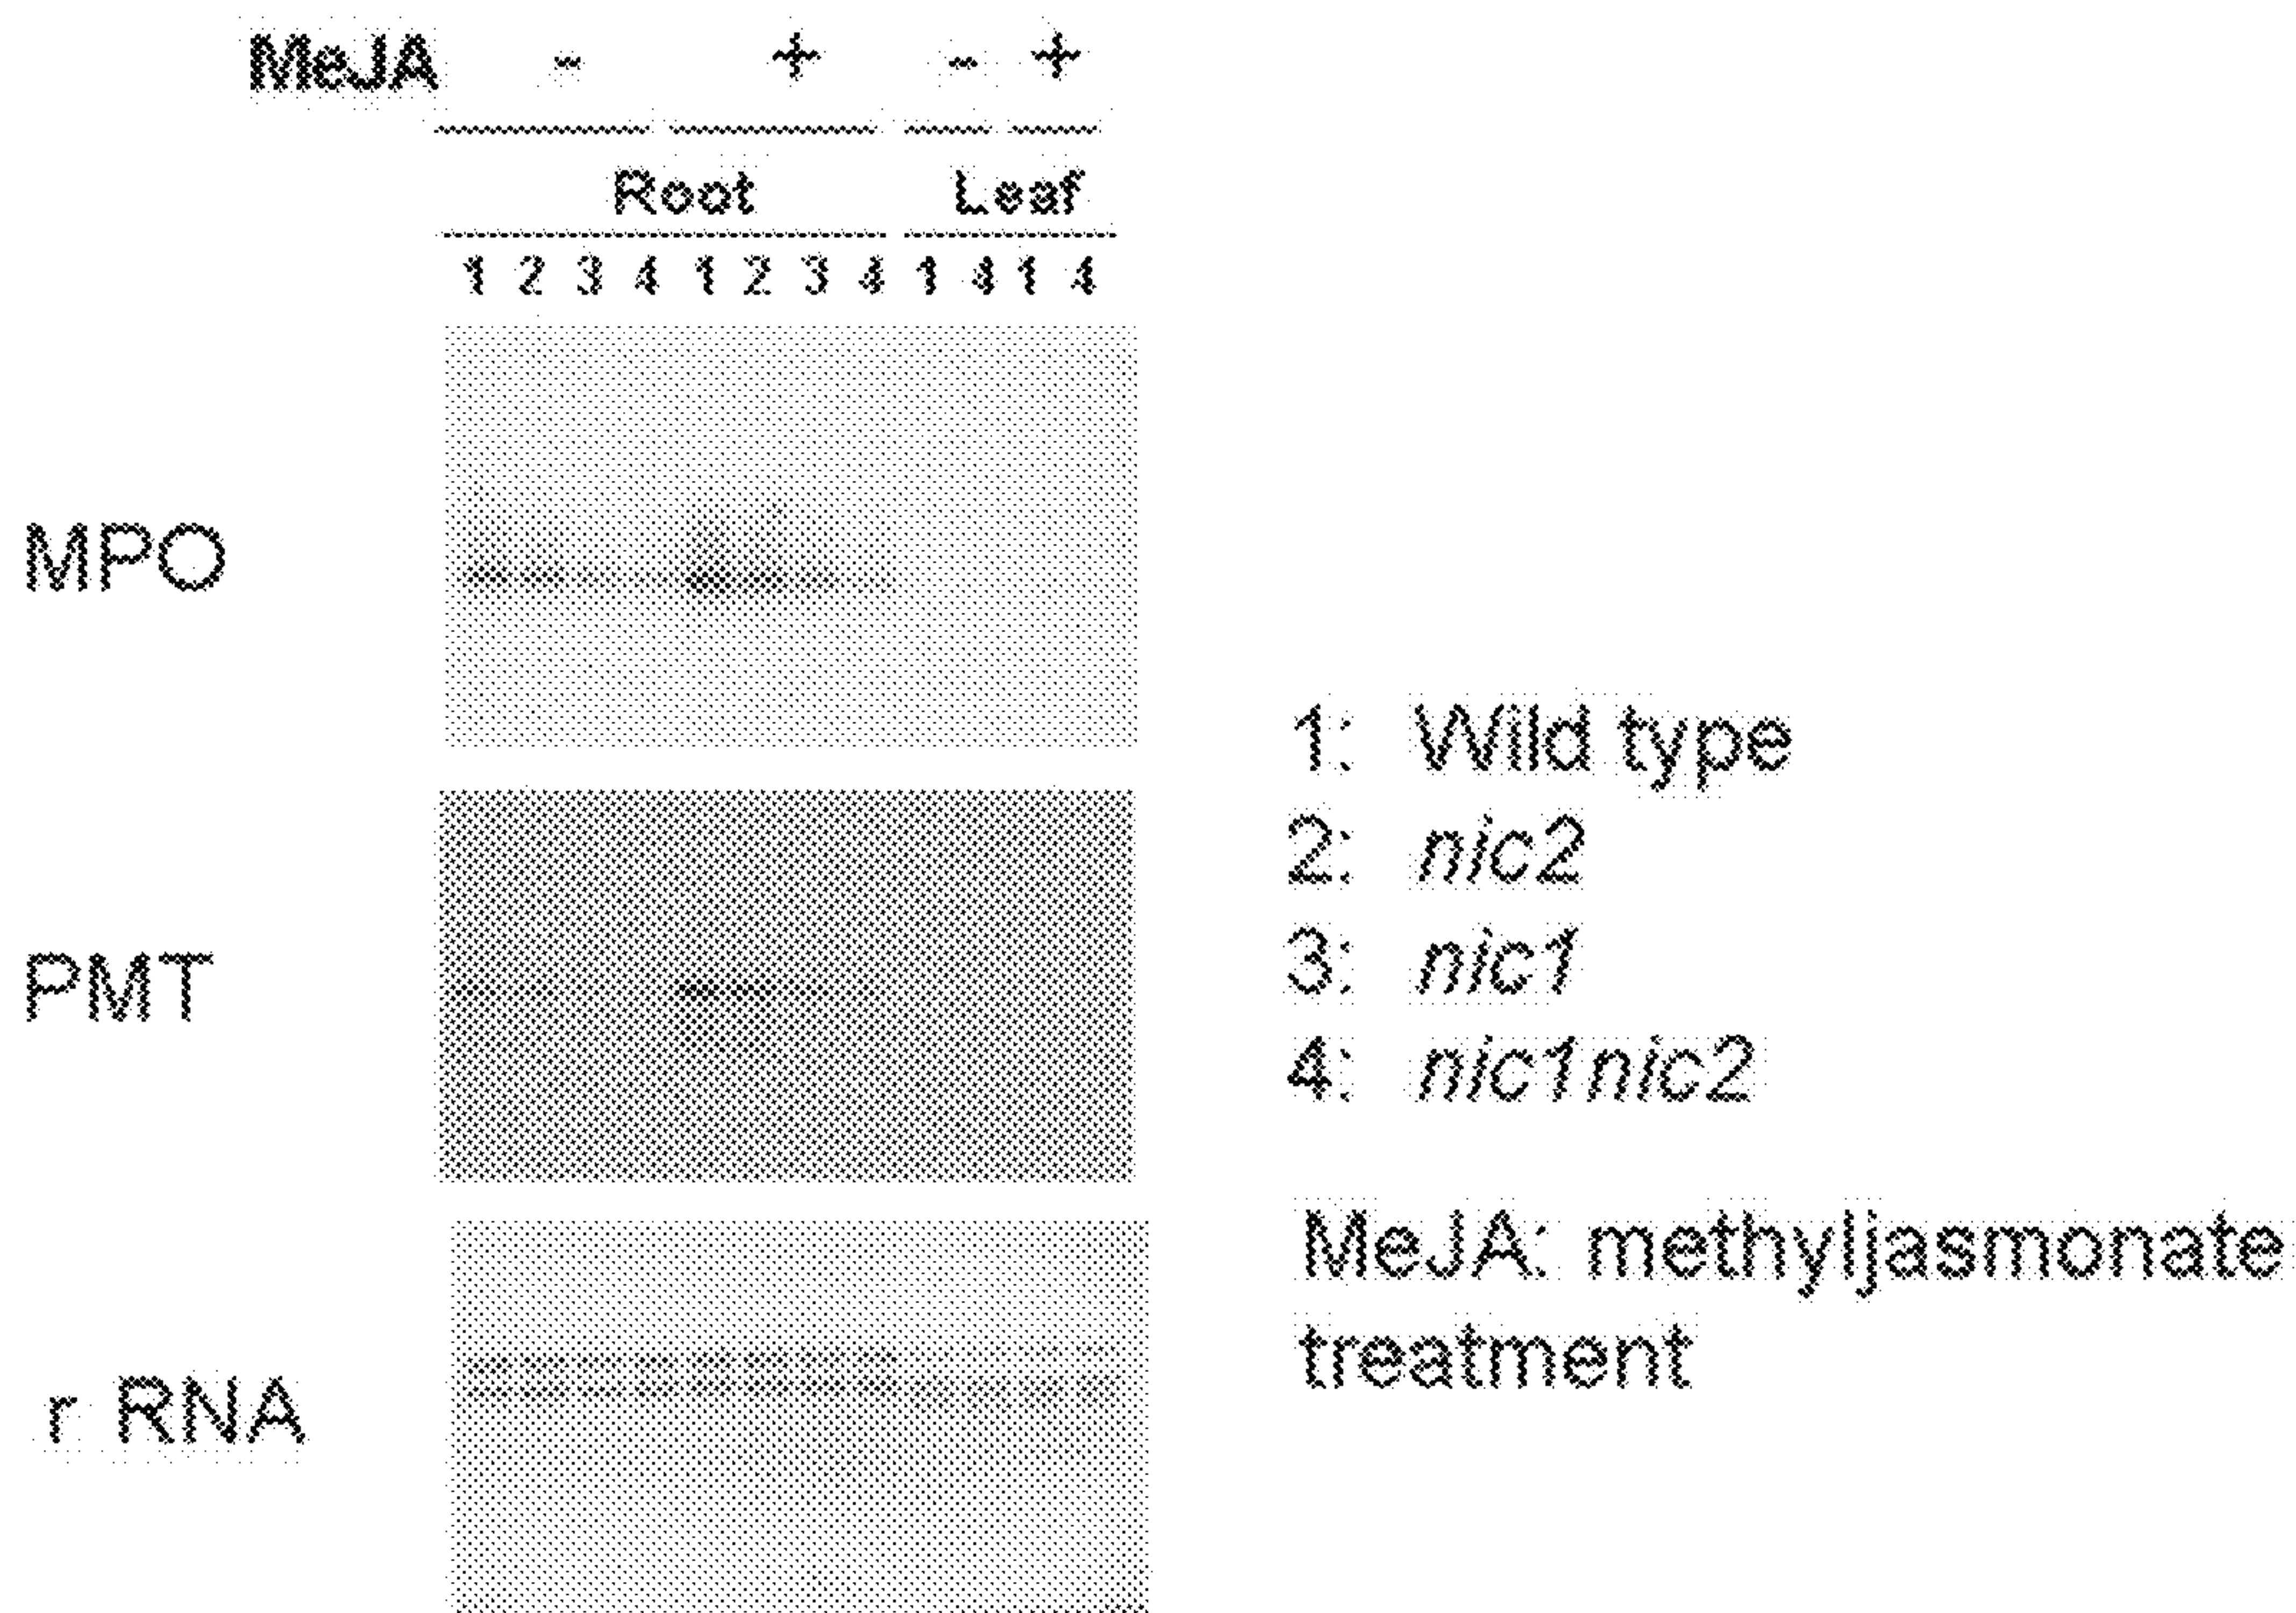 MeJA - + - +
Root Leaf
1 2 3 4 1 2 3 4 1 4 1 4
MPO
PMT
r RNA
1: Wild type
2: nic2
3: nic1
4: nic1nic2
MeJA: methyljasmonate
treatment